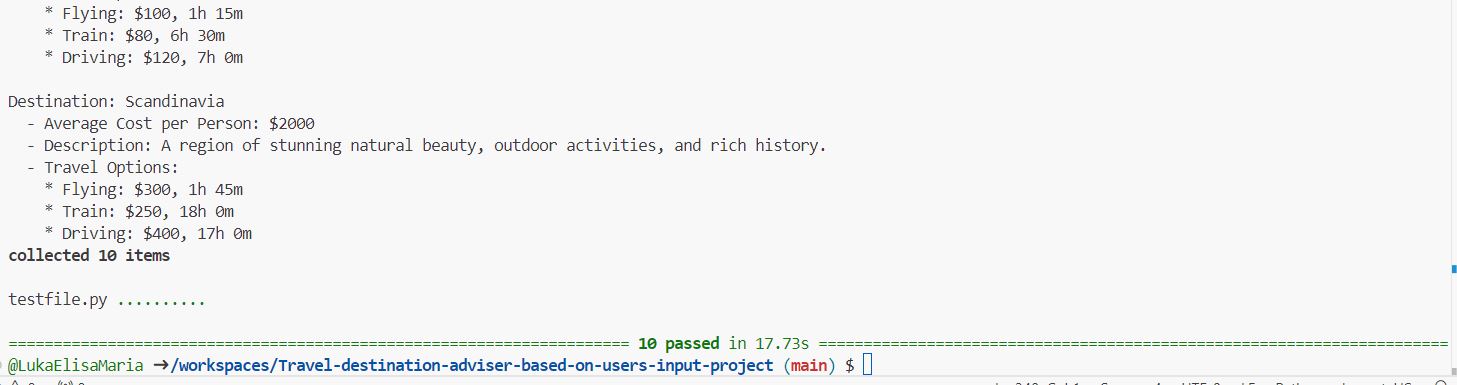 * Flying: $100, 1h 15m
* Train: $80, 6h 30m
* Driving: $120, 7h 0m
Destination: Scandinavia
- Average Cost per Person: $2000
- Description: A region of stunning natural beauty, outdoor activities, and rich history.
- Travel Options:
* Flying: $300, 1h 45m
* Train: $250, 18h 0m
* Driving: $400, 17h 0m
collected 10 items
testfile.py ..........
============================== 10 passed in 17.73s ==============================
@LukaElisaMaria ➜/workspaces/Travel-destination-adviser-based-on-users-input-project (main) $